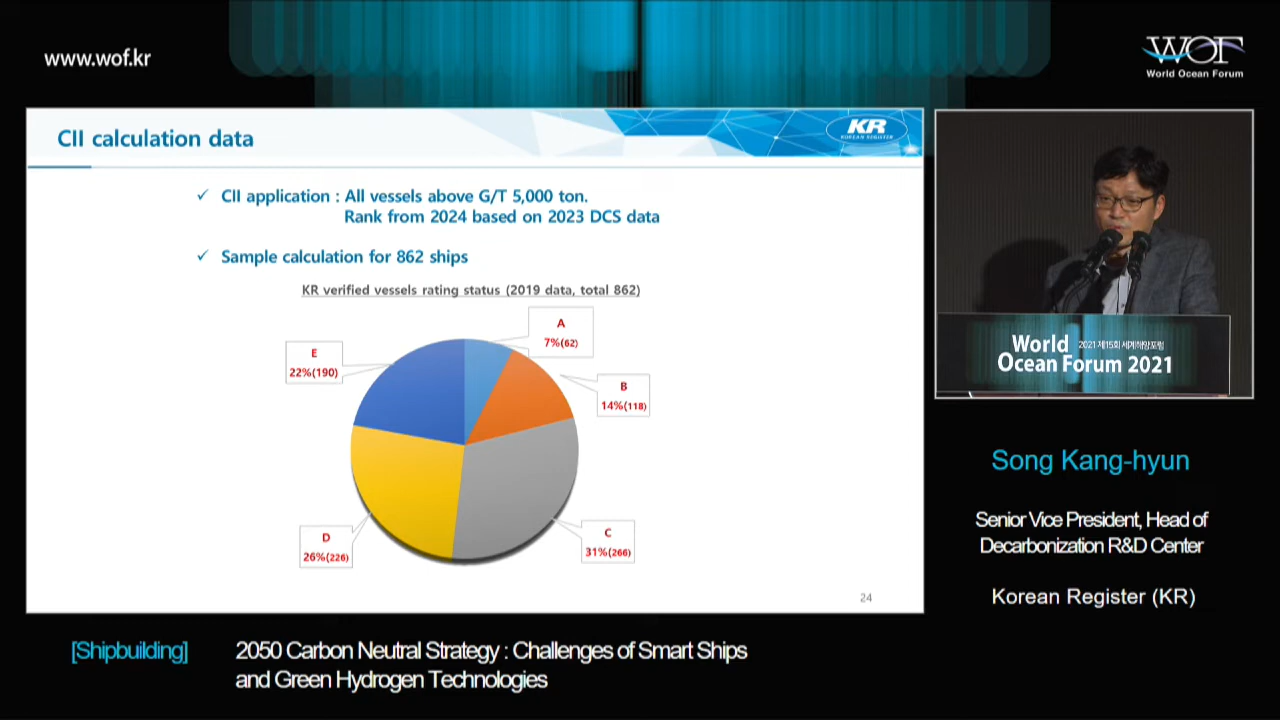 www.wof.kr
WOF
World Ocean Forum
CII calculation data
KR
KOREAN REGISTER
✓ CII application : All vessels above G/T 5,000 ton.
Rank from 2024 based on 2023 DCS data
✓ Sample calculation for 862 ships
KR verified vessels rating status (2019 data, total 862)
A
7%(62)
E
22%(190)
B
14%(118)
D
26%(226)
C
31%(266)
24
World 2021 제15회 세계해양포럼
Ocean Forum 2021
Song Kang-hyun
Senior Vice President, Head of
Decarbonization R&D Center
Korean Register (KR)
[Shipbuilding] 2050 Carbon Neutral Strategy : Challenges of Smart Ships
and Green Hydrogen Technologies